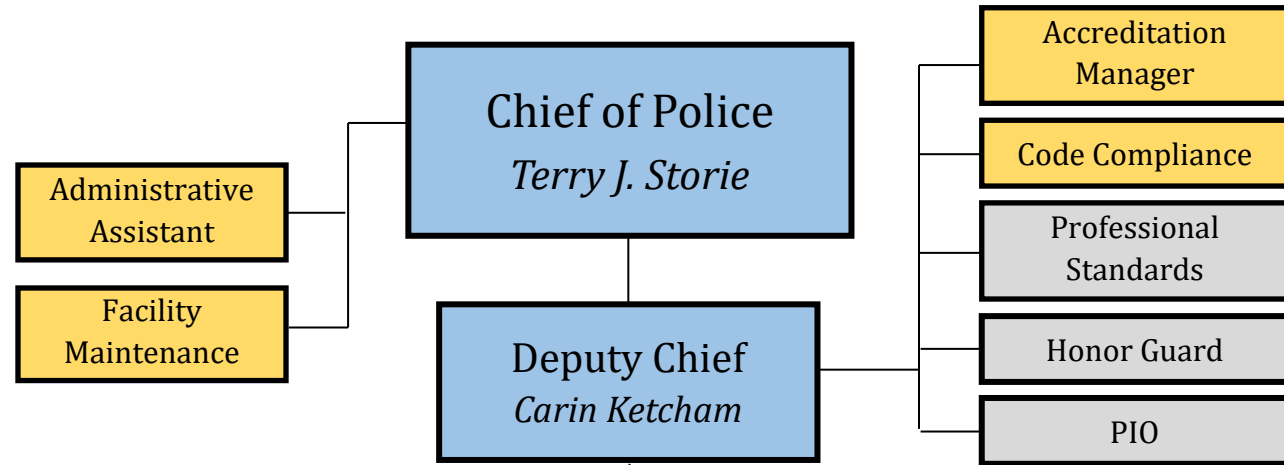 Chief of Police
Terry J. Storie
Administrative
Assistant
Facility
Maintenance
Deputy Chief
Carin Ketcham
Accreditation
Manager
Code Compliance
Professional
Standards
Honor Guard
PIO